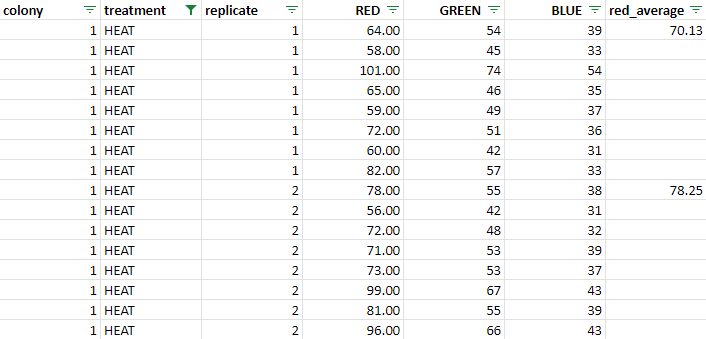 colony treatment replicate RED GREEN BLUE red_average
1 HEAT 1 64.00 54 39 70.13
1 HEAT 1 58.00 45 33
1 HEAT 1 101.00 74 54
1 HEAT 1 65.00 46 35
1 HEAT 1 59.00 49 37
1 HEAT 1 72.00 51 36
1 HEAT 1 60.00 42 31
1 HEAT 1 82.00 57 33
1 HEAT 2 78.00 55 38 78.25
1 HEAT 2 56.00 42 31
1 HEAT 2 72.00 48 32
1 HEAT 2 71.00 53 39
1 HEAT 2 73.00 53 37
1 HEAT 2 99.00 67 43
1 HEAT 2 81.00 55 39
1 HEAT 2 96.00 66 43